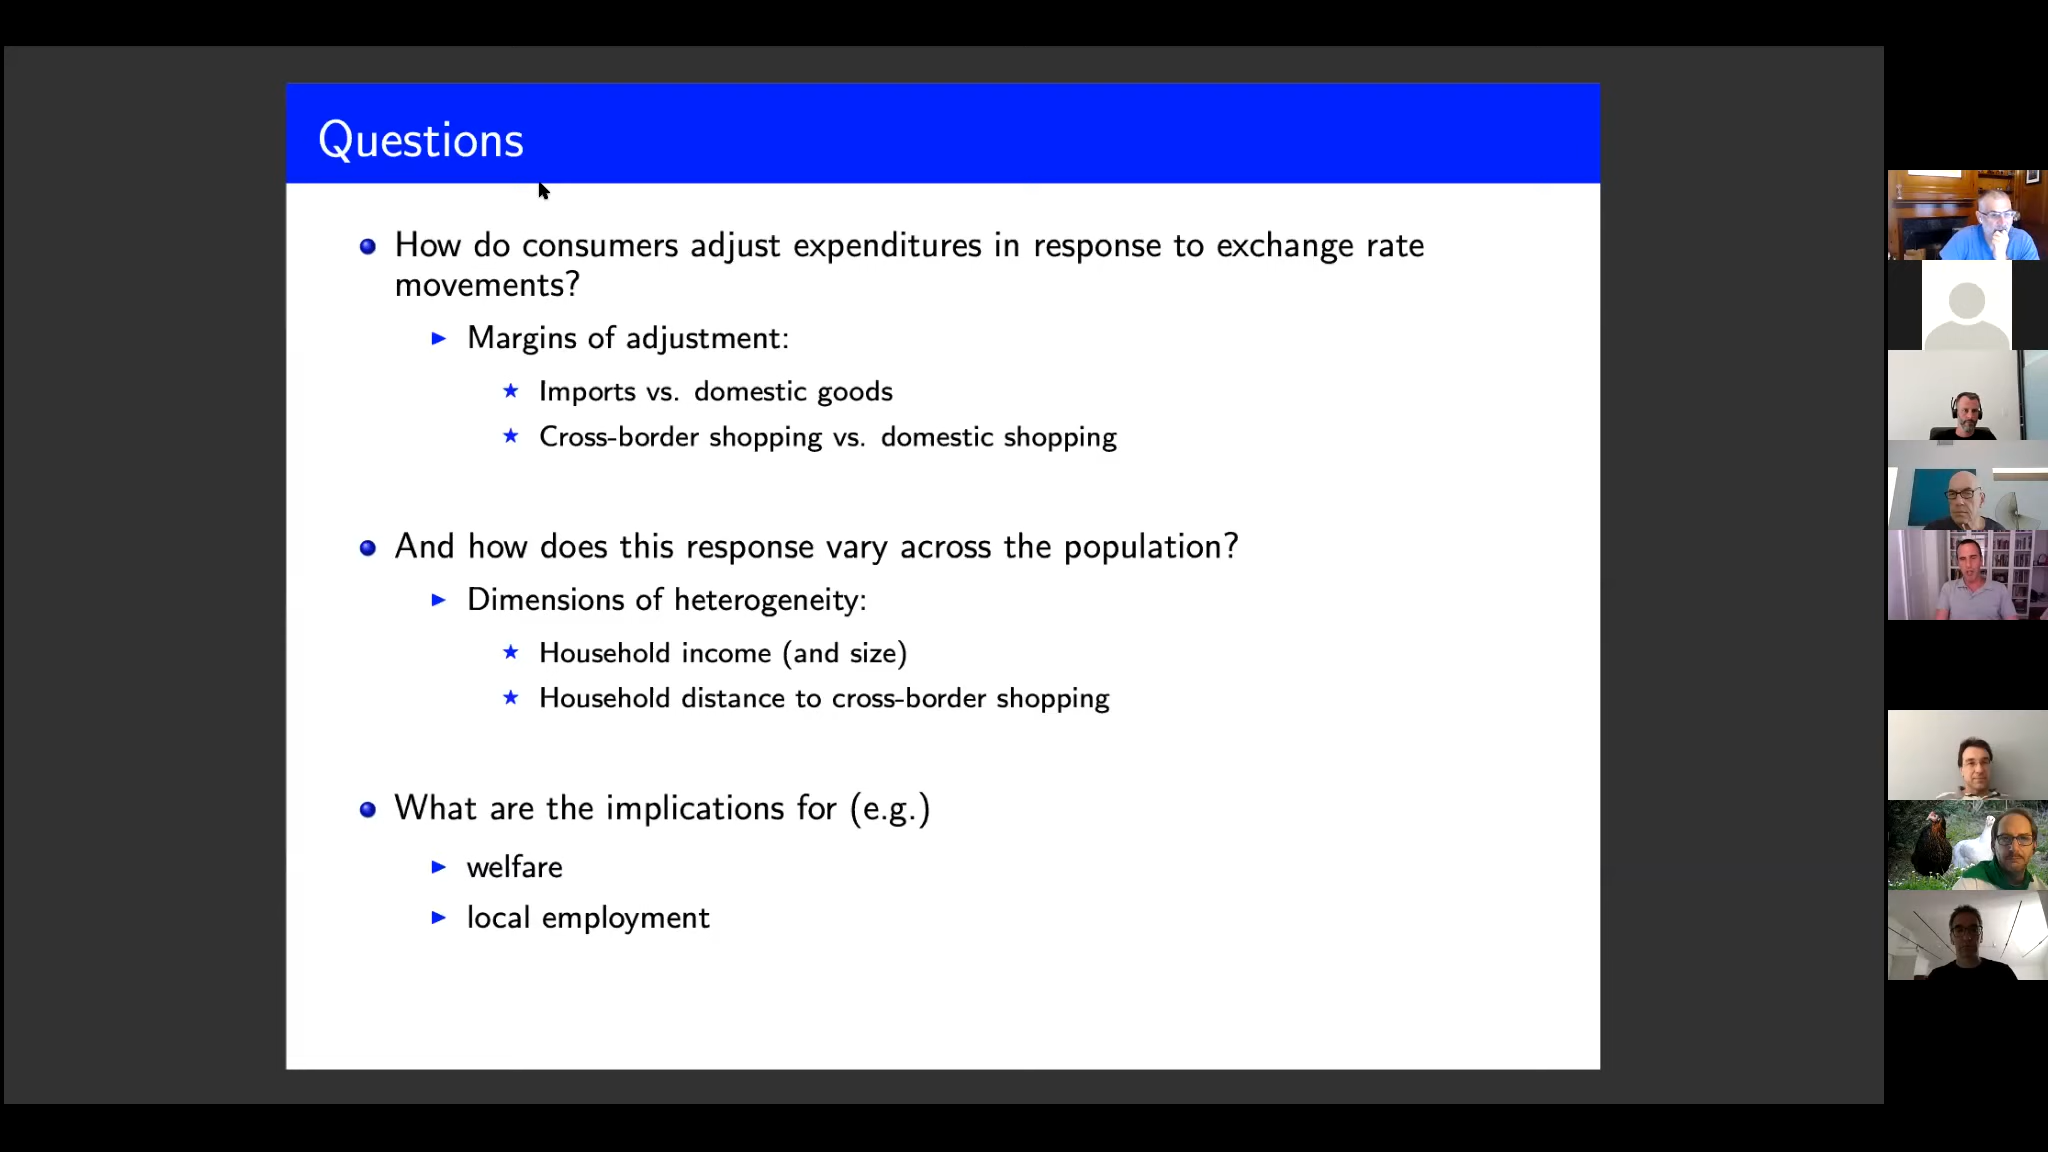 Questions
How do consumers adjust expenditures in response to exchange rate
movements?
Margins of adjustment:
Imports vs. domestic goods
Cross-border shopping vs. domestic shopping
And how does this response vary across the population?
Dimensions of heterogeneity:
Household income (and size)
Household distance to cross-border shopping
What are the implications for (e.g.)
welfare
local employment